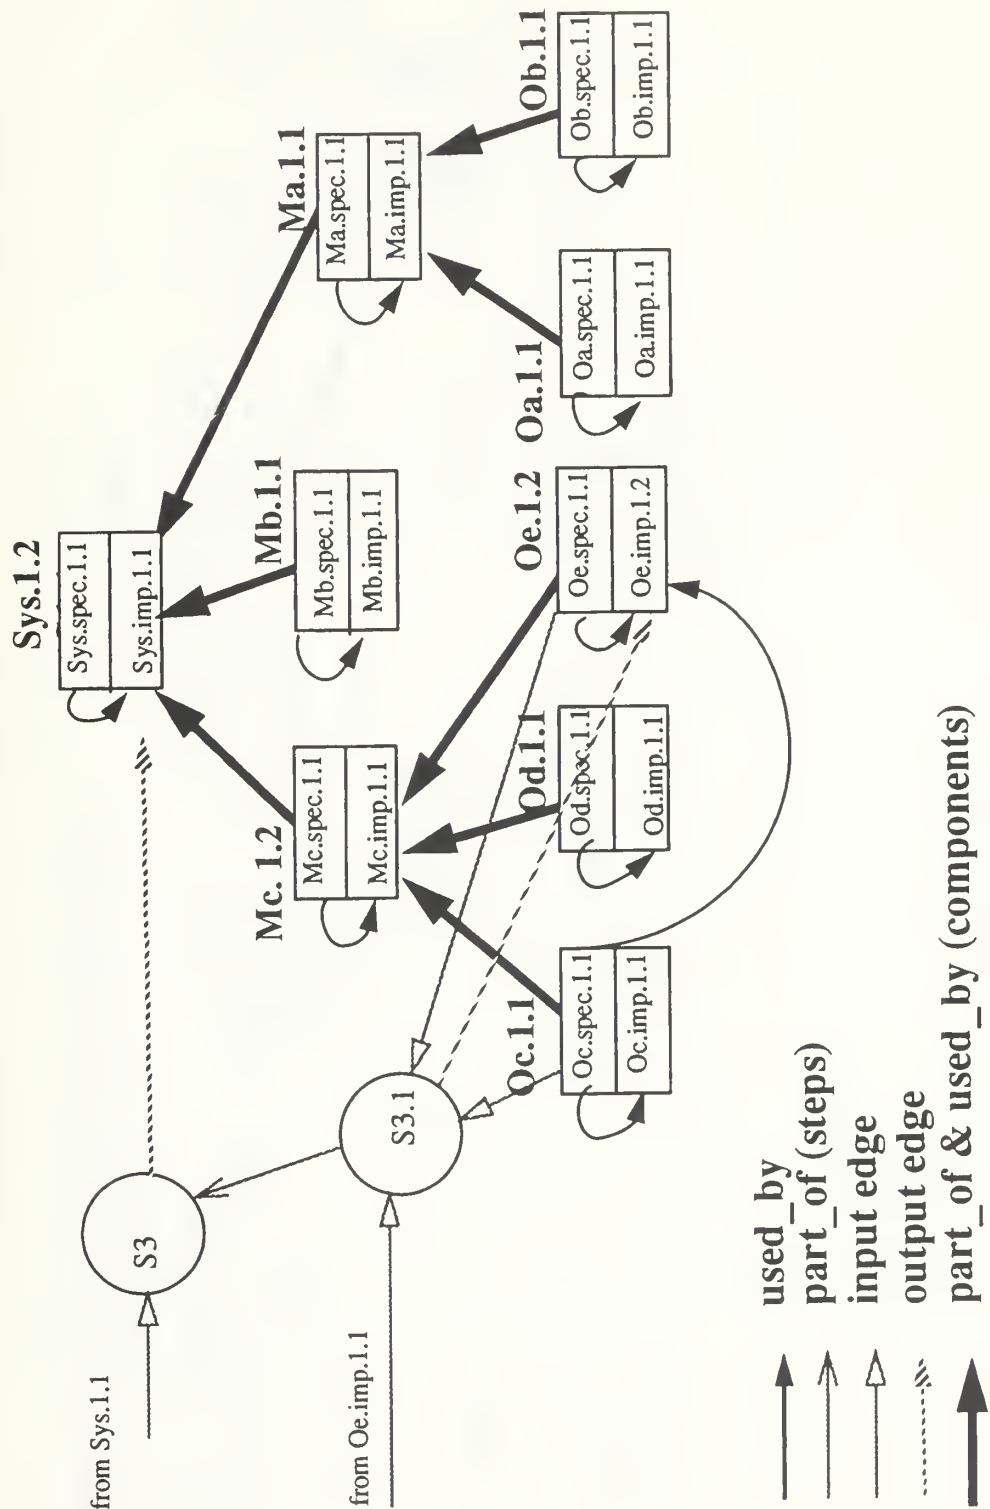 Sys.1.2
Sys.spec.1.1
Sys.imp.1.1
Ma.1.1
Ma.spec.1.1
Ma.imp.1.1
Mb.1.1
Mb.spec.1.1
Mb.imp.1.1
Mc. 1.2
Mc.spec.1.1
Mc.imp.1.1
Ob.1.1
Ob.spec.1.1
Ob.imp.1.1
Oa.1.1
Oa.spec.1.1
Oa.imp.1.1
Oe.1.2
Oe.spec.1.1
Oe.imp.1.2
Od.1.1
Od.spec.1.1
Od.imp.1.1
Oc.1.1
Oc.spec.1.1
Oc.imp.1.1
S3
S3.1
from Sys.1.1
from Oe.imp.1.1
used_by
part_of (steps)
input edge
output edge
part_of & used_by (components)